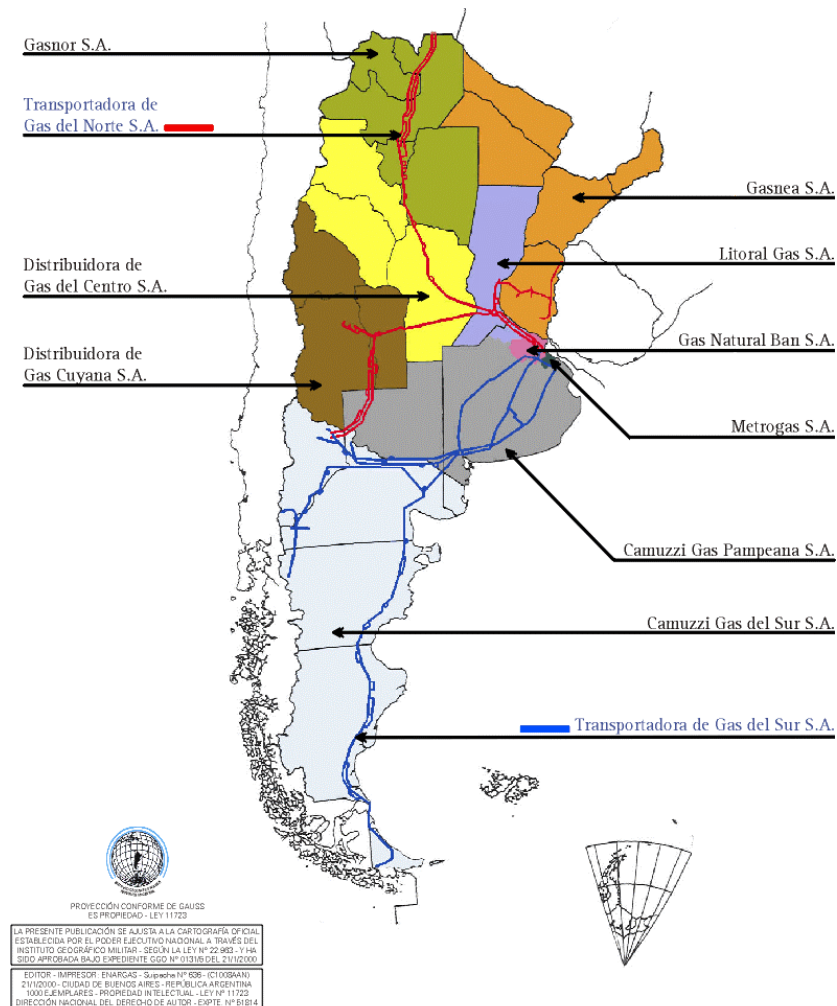 Gasnor S.A.
Transportadora de
Gas del Norte S.A.
Gasnea S.A.
Litoral Gas S.A.
Distribuidora de
Gas del Centro S.A.
Gas Natural Ban S.A.
Distribuidora de
Gas Cuyana S.A.
Metrogas S.A.
Camuzzi Gas Pampeana S.A.
Camuzzi Gas del Sur S.A.
Transportadora de Gas del Sur S.A.
PROYECCIÓN CONFORME DE GAUSS
ES PROPIEDAD - LEY 11723
LA PRESENTE PUBLICACIÓN SE AJUSTA A LA CARTOGRAFÍA OFICIAL
ESTABLECIDA POR EL PODER EJECUTIVO NACIONAL A TRAVÉS DEL
INSTITUTO GEOGRÁFICO MILITAR - SEGÚN LA LEY Nº 22.963 - Y HA
SIDO APROBADA BAJO EXPEDIENTE GG0 Nº 0131/5 DEL 21/1/2000
EDITOR - IMPRESOR: ENARGAS - Suipacha Nº 636 - (C1008AAN)
21/1/2000 - CIUDAD DE BUENOS AIRES - REPÚBLICA ARGENTINA
1000 EJEMPLARES - PROPIEDAD INTELECTUAL - LEY Nº 11723
DIRECCIÓN NACIONAL DEL DERECHO DE AUTOR - EXPTE. Nº 51814